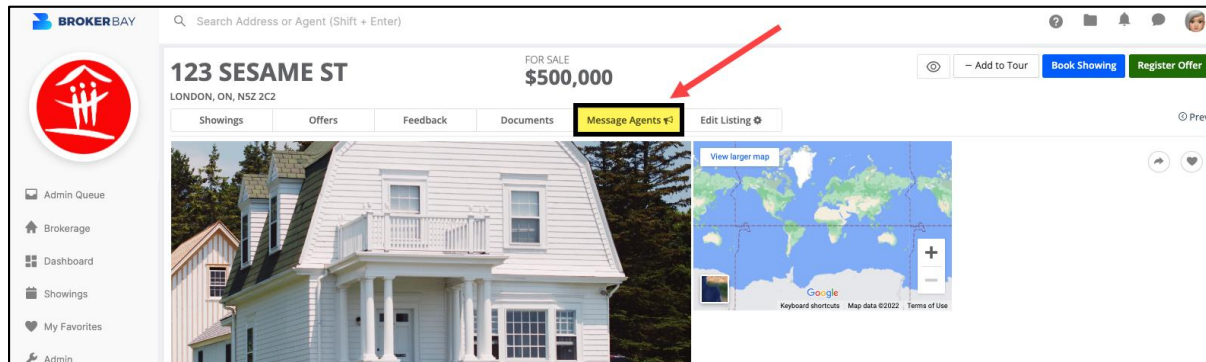 BROKERBAY
Search Address or Agent (Shift + Enter)
123 SESAME ST
LONDON, ON, N5Z 2C2
FOR SALE
$500,000
− Add to Tour
Book Showing
Register Offer
Showings
Offers
Feedback
Documents
Message Agents
Edit Listing
Prev
View larger map
Google
Keyboard shortcuts
Map data ©2022
Terms of Use
Admin Queue
Brokerage
Dashboard
Showings
My Favorites
Admin